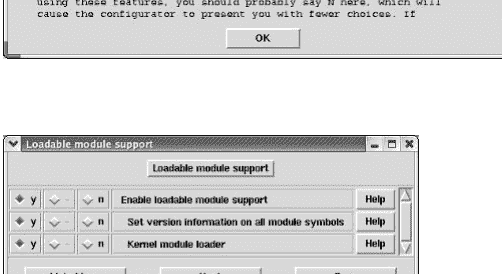 using these features, you should probably say N here, which will
cause the configurator to present you with fewer choices. If
OK
Loadable module support
Loadable module support
y - n Enable loadable module support Help
y - n Set version information on all module symbols Help
y - n Kernel module loader Help